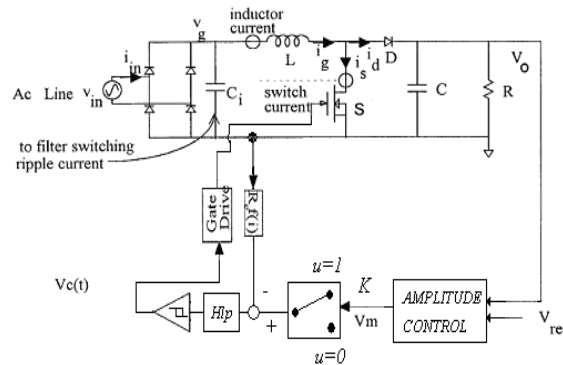 v
g
inductor
current
i
in
i
g
L
i
s
i
d
D
V
o
Ac Line
v
in
C
i
switch
current
S
C
R
to filter switching
ripple current
Gate
Drive
R f(i)
Vc(t)
u=1
-
K
AMPLITUDE
CONTROL
Hlp
+
Vm
V
re
u=0